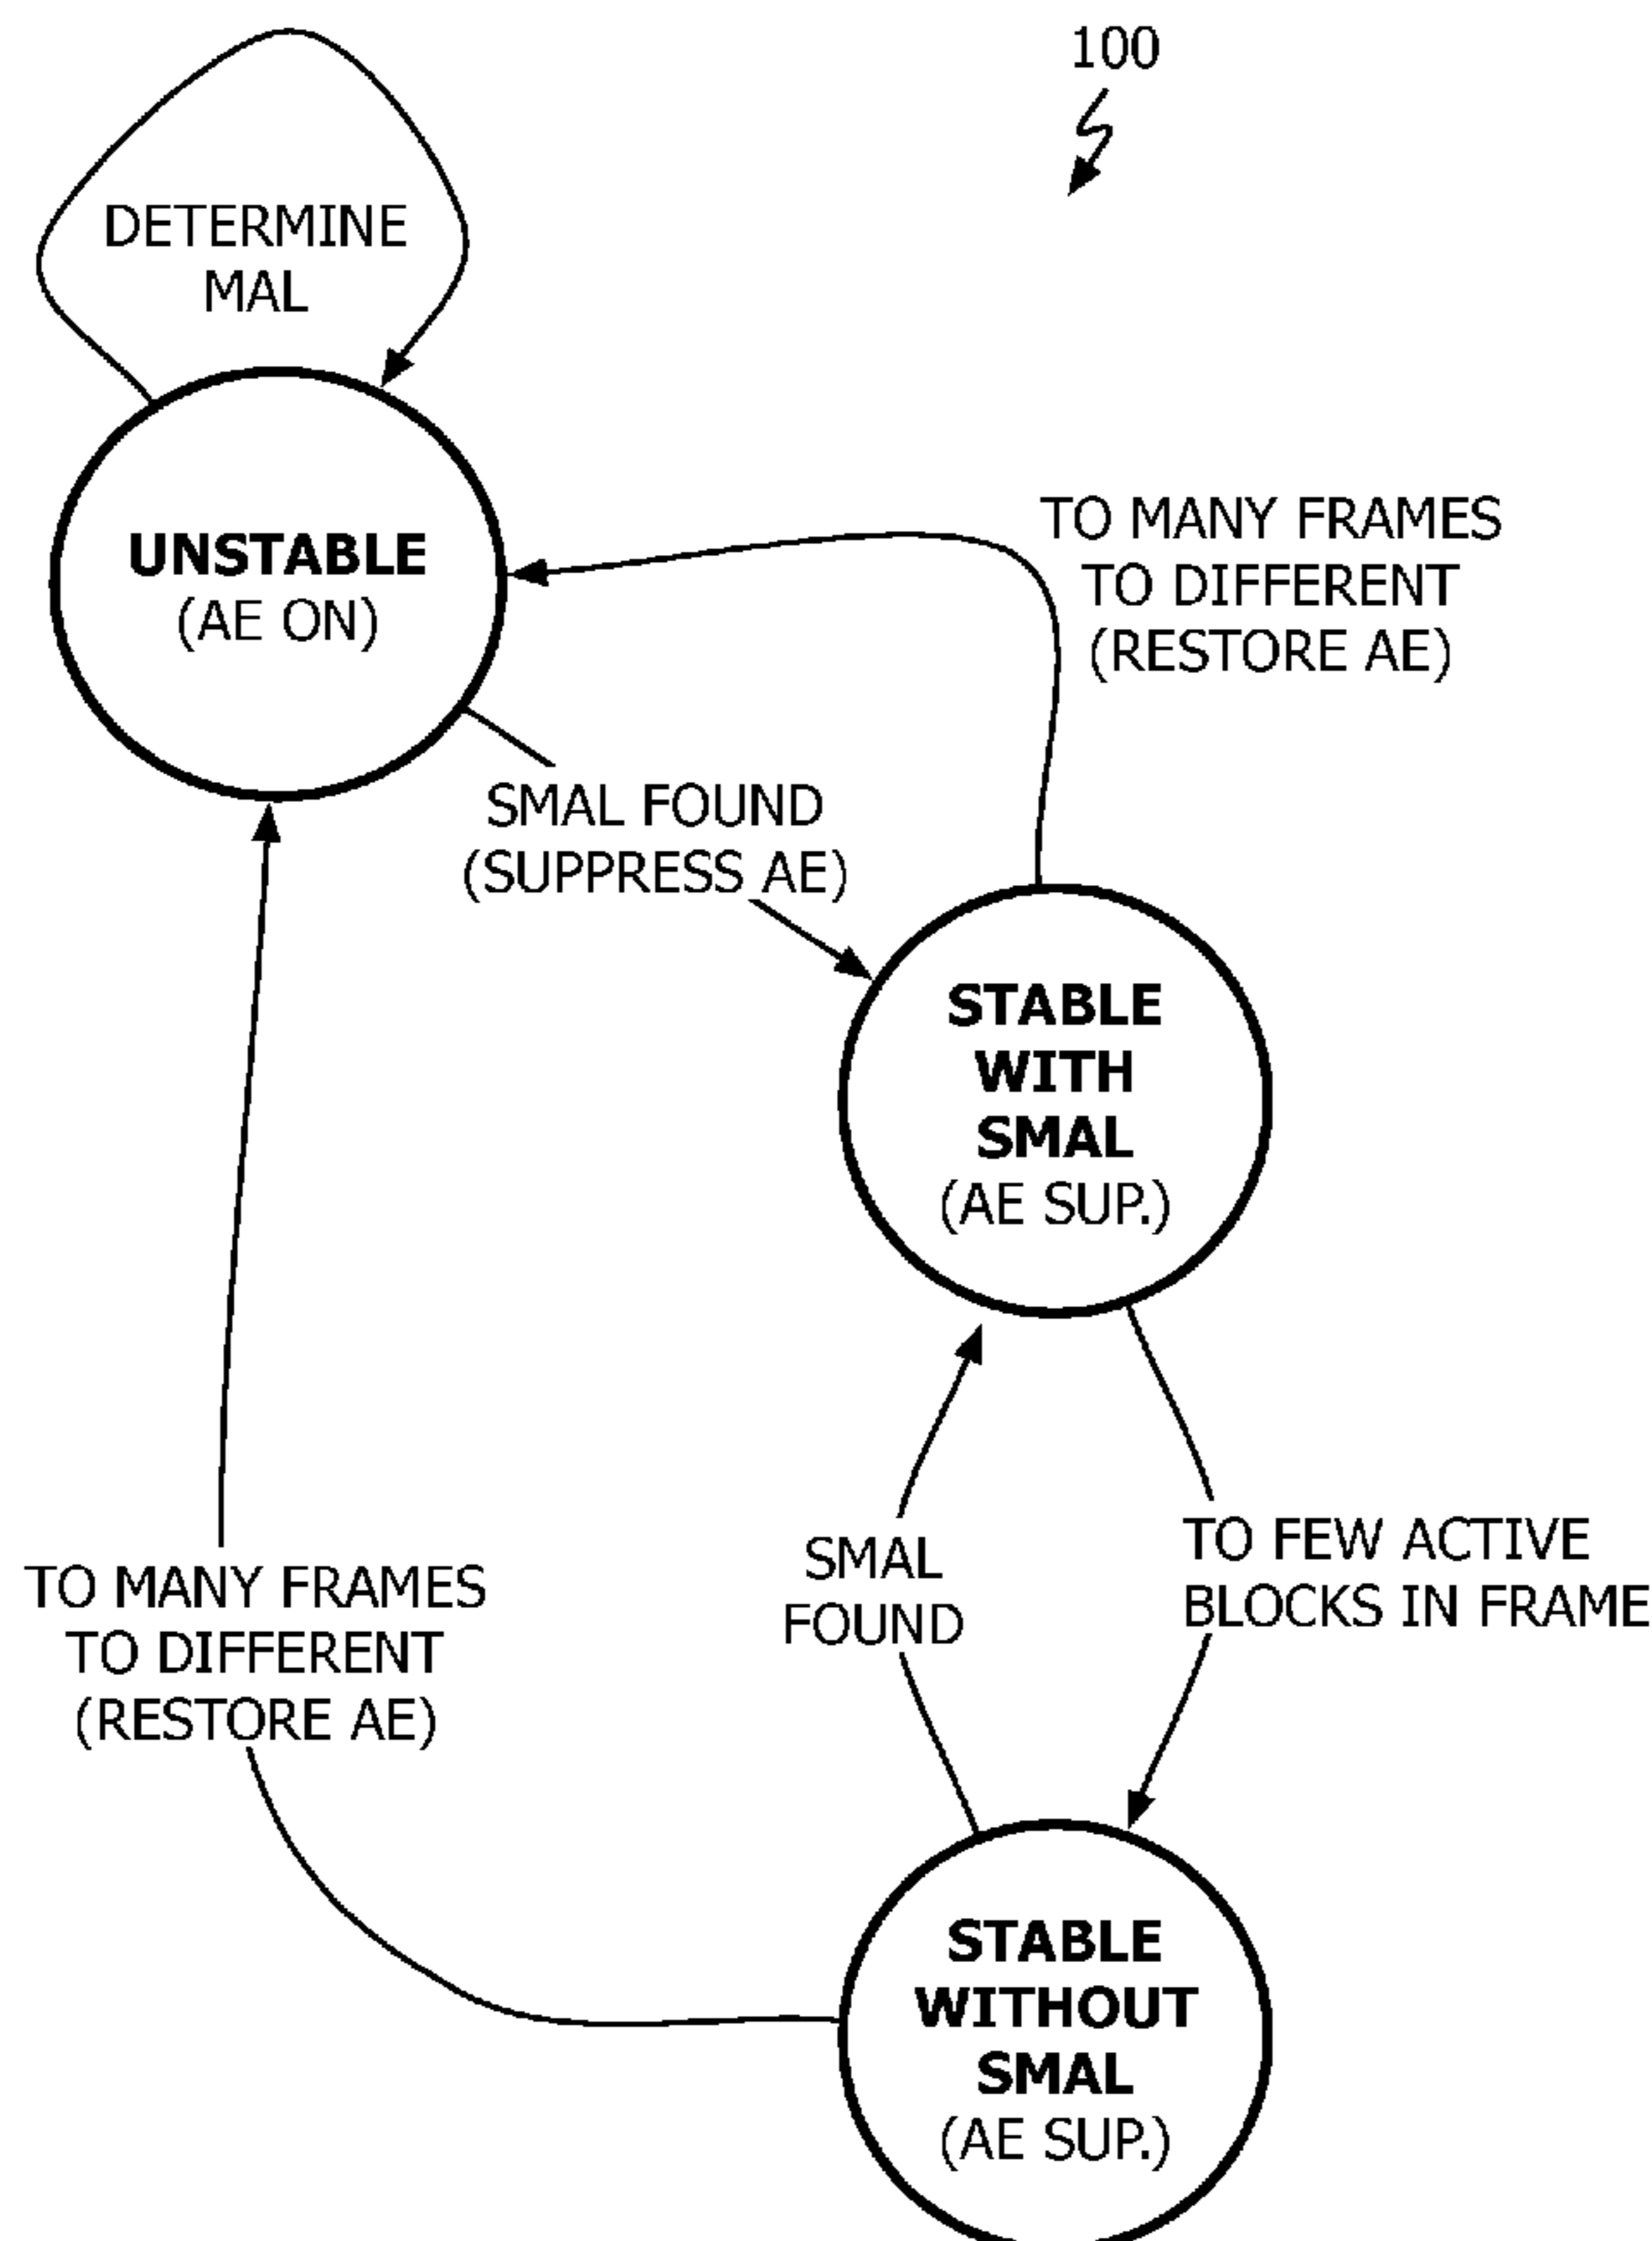 100
DETERMINE
MAL
UNSTABLE
(AE ON)
TO MANY FRAMES
TO DIFFERENT
(RESTORE AE)
SMAL FOUND
(SUPPRESS AE)
STABLE
WITH
SMAL
(AE SUP.)
SMAL
FOUND
TO FEW ACTIVE
BLOCKS IN FRAME
TO MANY FRAMES
TO DIFFERENT
(RESTORE AE)
STABLE
WITHOUT
SMAL
(AE SUP.)